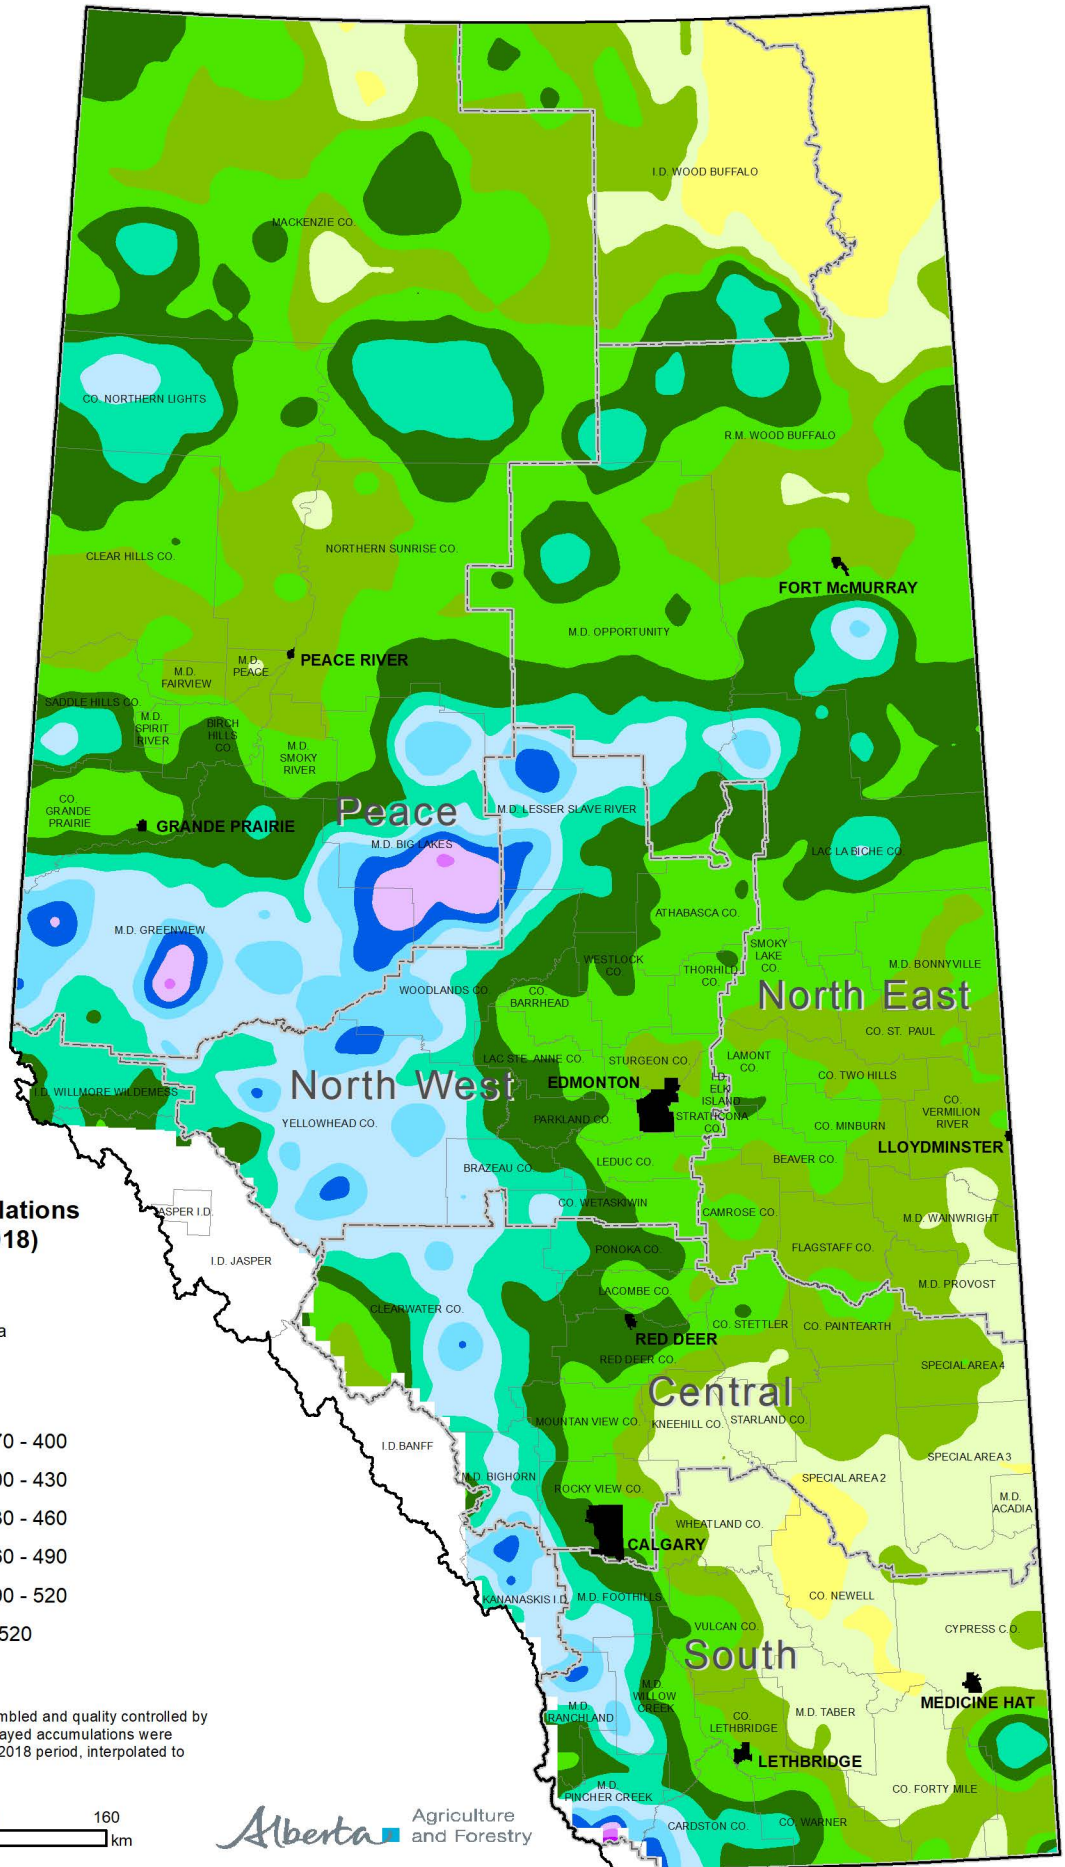 I.D. WOOD BUFFALO
MACKENZIE CO.
CO. NORTHERN LIGHTS
R.M. WOOD BUFFALO
CLEAR HILLS CO.
NORTHERN SUNRISE CO.
FORT McMURRAY
M.D. OPPORTUNITY
PEACE RIVER
M.D.
PEACE
M.D.
FAIRVIEW
SADDLE HILLS CO.
M.D.
SPIRIT
RIVER
BIRCH
HILLS
CO.
M.D.
SMOKY
RIVER
CO.
GRANDE
PRAIRIE
GRANDE PRAIRIE
Peace
M.D. LESSER SLAVE RIVER
M.D. BIG LAKES
LAC LA BICHE CO.
M.D. GREENVIEW
ATHABASCA CO.
WESTLOCK
CO
THORHILD
CO.
SMOKY
LAKE
CO.
M.D. BONNYVILLE
WOODLANDS CO.
CO.
BARRHEAD
North East
CO. ST. PAUL
LAC STE. ANNE CO.
STURGEON CO.
LAMONT
CO.
CO. TWO HILLS
North West
EDMONTON
I.D.
ELK
ISLAND
I.D. WILLMORE WILDERNESS
YELLOWHEAD CO.
PARKLAND CO.
STRATHCONA
CO.
CO. MINBURN
CO.
VERMILION
RIVER
LLOYDMINSTER
BRAZEAU CO.
LEDUC CO.
BEAVER CO.
CO. WETASKIWIN
CAMROSE CO.
M.D. WAINWRIGHT
lations
18)
JASPER I.D.
I.D. JASPER
PONOKA CO.
FLAGSTAFF CO.
M.D. PROVOST
CLEARWATER CO.
LACOMBE CO.
a
RED DEER
CO. STETTLER
CO. PAINTEARTH
RED DEER CO.
SPECIAL AREA 4
Central
MOUNTAN VIEW CO.
KNEEHILL CO.
STARLAND CO.
I.D.BANFF
70 - 400
M.D. BIGHORN
SPECIAL AREA 3
00 - 430
SPECIAL AREA 2
ROCKY VIEW CO.
M.D.
ACADIA
30 - 460
WHEATLAND CO.
CALGARY
60 - 490
90 - 520
KANANASKIS I.D.
M.D. FOOTHILLS
CO. NEWELL
520
VULCAN CO.
CYPRESS C.O.
South
M.D.
WILLOW
CREEK
MEDICINE HAT
M.D.
RANCHLAND
CO.
LETHBRIDGE
M.D. TABER
mbled and quality controlled by
ayed accumulations were
2018 period, interpolated to
LETHBRIDGE
M.D.
PINCHER CREEK
CO. FORTY MILE
160
km
Alberta
Agriculture
and Forestry
CARDSTON CO.
CO. WARNER